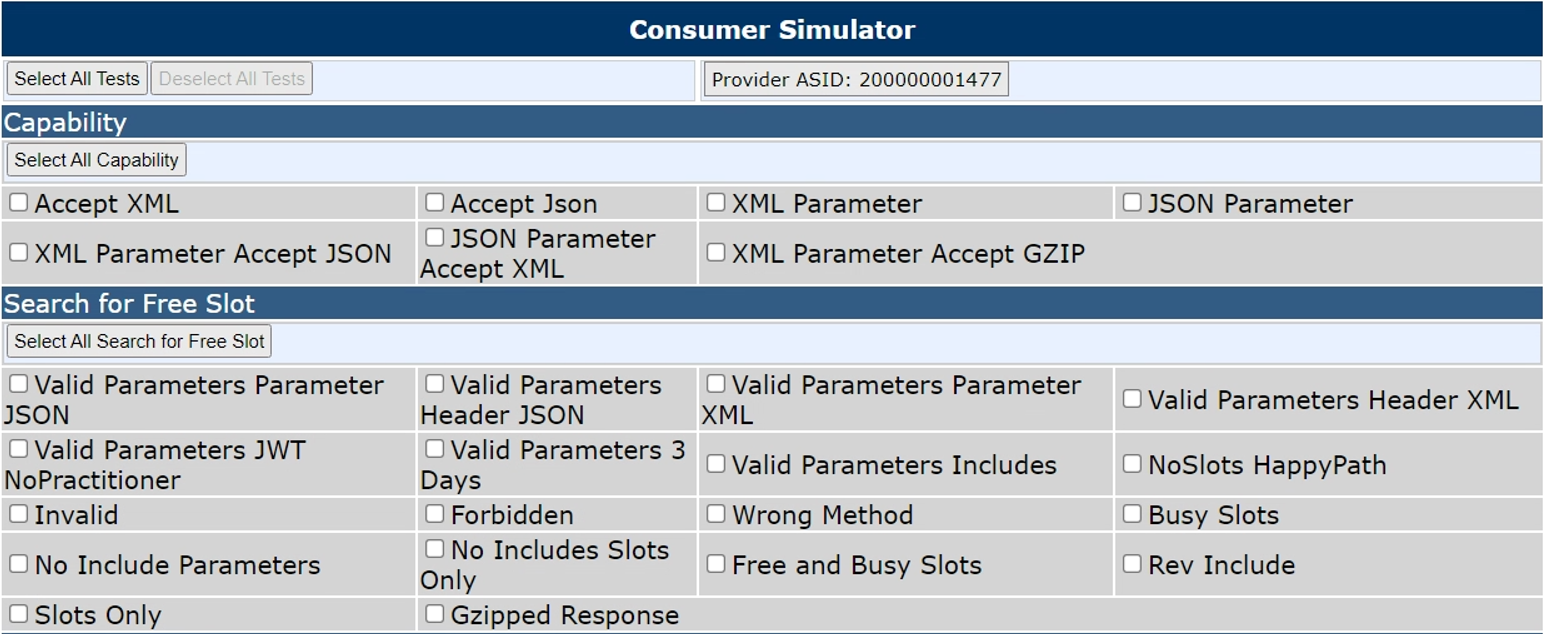 Consumer Simulator
Select All Tests Deselect All Tests Provider ASID: 200000001477
Capability
Select All Capability
Accept XML Accept Json XML Parameter JSON Parameter
XML Parameter Accept JSON JSON Parameter
Accept XML XML Parameter Accept GZIP
Search for Free Slot
Select All Search for Free Slot
Valid Parameters Parameter
JSON Valid Parameters
Header JSON Valid Parameters Parameter
XML Valid Parameters Header XML
Valid Parameters JWT
NoPractitioner Valid Parameters 3
Days Valid Parameters Includes NoSlots HappyPath
Invalid Forbidden Wrong Method Busy Slots
No Include Parameters No Includes Slots
Only Free and Busy Slots Rev Include
Slots Only Gzipped Response